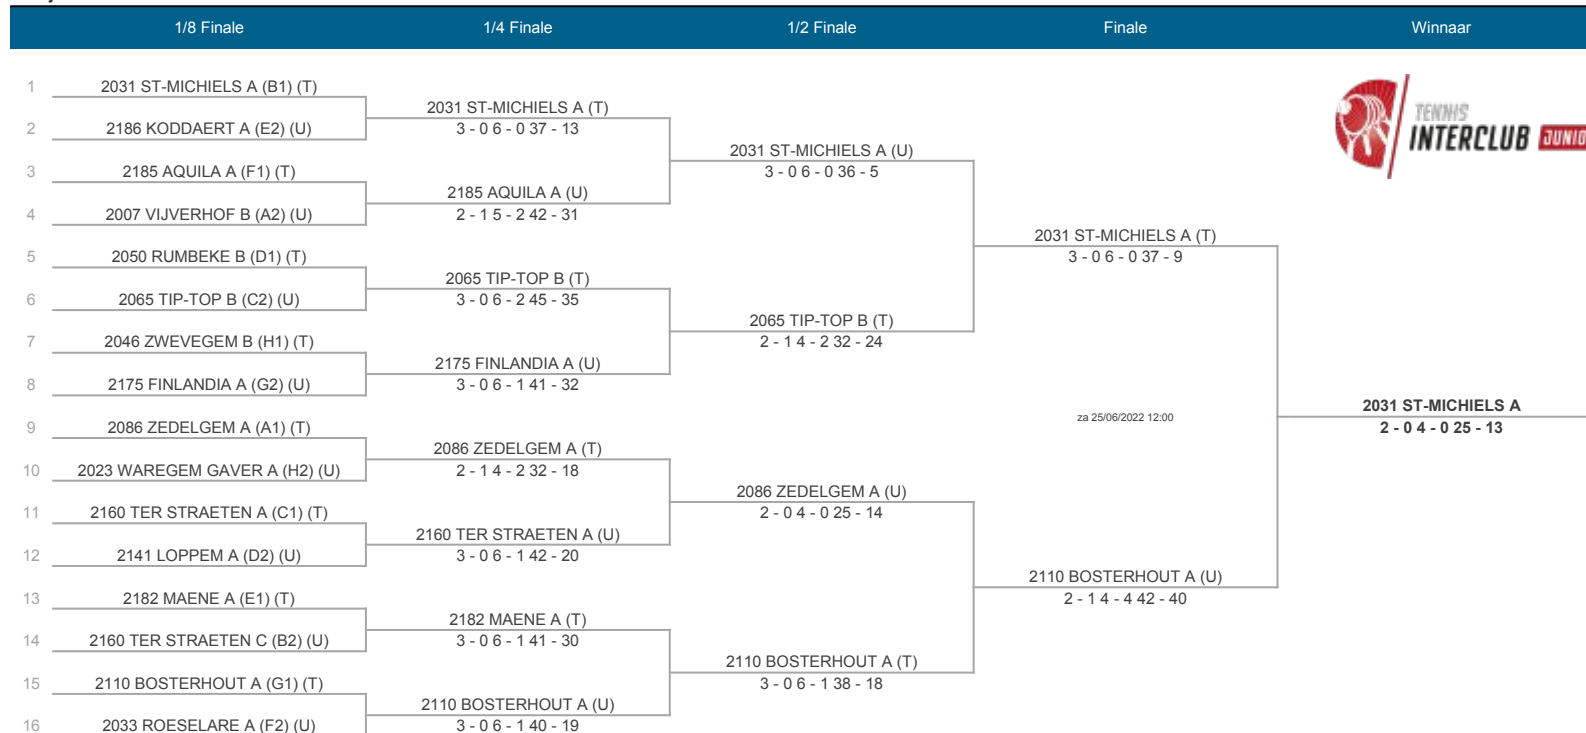 1/8 Finale 1/4 Finale 1/2 Finale Finale Winnaar
1 2031 ST-MICHIELS A (B1) (T)
2031 ST-MICHIELS A (T)
2 2186 KODDAERT A (E2) (U)
3 - 0 6 - 0 37 - 13
2031 ST-MICHIELS A (U)
3 2185 AQUILA A (F1) (T)
3 - 0 6 - 0 36 - 5
2185 AQUILA A (U)
4 2007 VIJVERHOF B (A2) (U)
2 - 1 5 - 2 42 - 31
2031 ST-MICHIELS A (T)
5 2050 RUMBEKE B (D1) (T)
3 - 0 6 - 0 37 - 9
2065 TIP-TOP B (T)
6 2065 TIP-TOP B (C2) (U)
3 - 0 6 - 2 45 - 35
2065 TIP-TOP B (T)
7 2046 ZWEVEGEM B (H1) (T)
2 - 1 4 - 2 32 - 24
2175 FINLANDIA A (U)
8 2175 FINLANDIA A (G2) (U)
3 - 0 6 - 1 41 - 32
2031 ST-MICHIELS A
za 25/06/2022 12:00
9 2086 ZEDELGEM A (A1) (T)
2 - 0 4 - 0 25 - 13
2086 ZEDELGEM A (T)
10 2023 WAREGEM GAVER A (H2) (U)
2 - 1 4 - 2 32 - 18
2086 ZEDELGEM A (U)
11 2160 TER STRAETEN A (C1) (T)
2 - 0 4 - 0 25 - 14
2160 TER STRAETEN A (U)
12 2141 LOPPEM A (D2) (U)
3 - 0 6 - 1 42 - 20
2110 BOSTERHOUT A (U)
13 2182 MAENE A (E1) (T)
2 - 1 4 - 4 42 - 40
2182 MAENE A (T)
14 2160 TER STRAETEN C (B2) (U)
3 - 0 6 - 1 41 - 30
2110 BOSTERHOUT A (T)
15 2110 BOSTERHOUT A (G1) (T)
3 - 0 6 - 1 38 - 18
2110 BOSTERHOUT A (U)
16 2033 ROESELARE A (F2) (U)
3 - 0 6 - 1 40 - 19
TENNIS
INTERCLUB